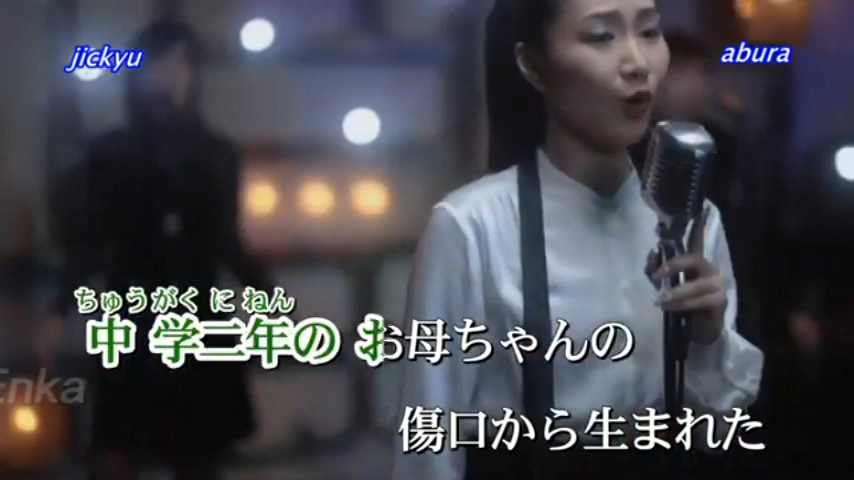 jickyu
abura
ちゅうがく に ねん
中学二年の お母ちゃんの
Enka
傷口から生まれた